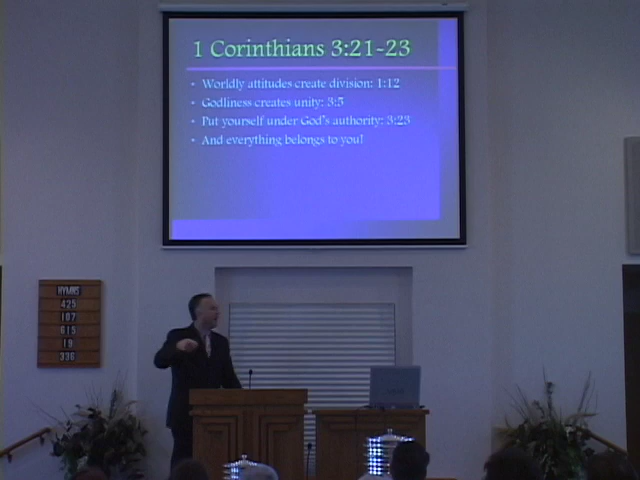 1 Corinthians 3:21-23
• Worldly attitudes create division: 1:12
• Godliness creates unity: 3:5
• Put yourself under God's authority: 3:23
• And everything belongs to you!
HYMNS
425
107
615
19
336